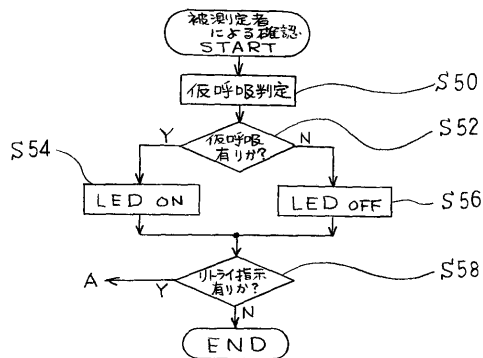 被測定者
による確認
START
仮呼吸判定
S50
仮呼吸
有りか?
S52
Y
N
S54
LED ON
LED OFF
S56
リトライ指示
有りか?
S58
A
Y
N
END